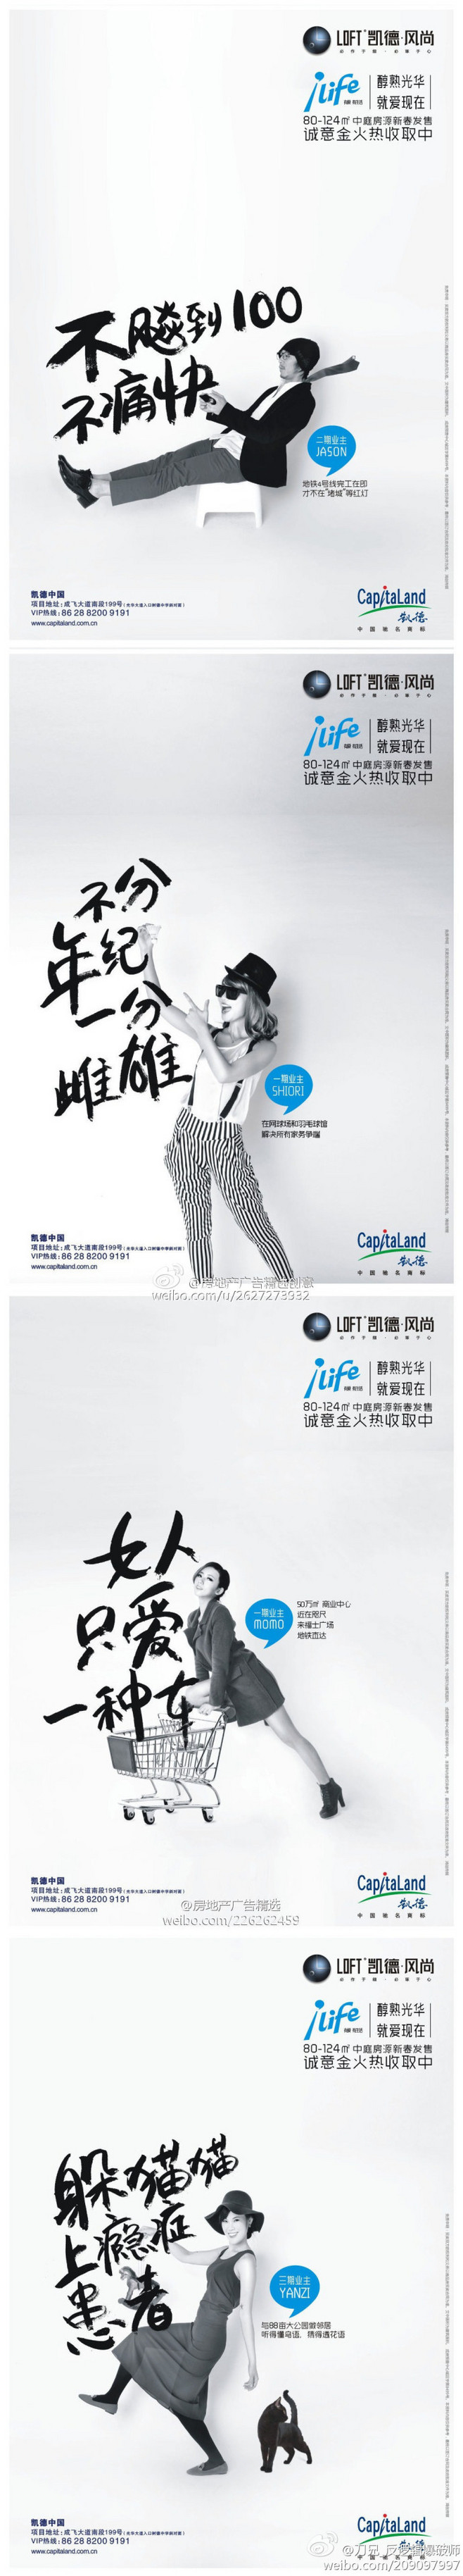 LOFT 凯德·风尚
iLife
醇熟光华
就爱现在
80-124㎡中庭房源新春发售
诚意金火热收取中
不飚到100
不痛快
二期业主
JASON
地铁4号线完工在即
才不在“堵城”等红灯
凯德中国
项目地址：成飞大道南段199号
VIP热线：86 28 8200 9191
www.capitaland.com.cn
CapitaLand
凯德
中国驰名商标
LOFT 凯德·风尚
iLife
醇熟光华
就爱现在
80-124㎡中庭房源新春发售
诚意金火热收取中
不分
年纪
一分
雌雄
一期业主
SHIORI
在网球场和羽毛球馆
解决所有家务争端
凯德中国
项目地址：成飞大道南段199号
VIP热线：86 28 8200 9191
www.capitaland.com.cn
CapitaLand
凯德
中国驰名商标
@房地产广告精选创意
weibo.com/u/2627273932
LOFT 凯德·风尚
iLife
醇熟光华
就爱现在
80-124㎡中庭房源新春发售
诚意金火热收取中
女人
只爱
一种车
一期业主
MOMO
50万㎡ 商业中心
近在咫尺
来福士广场
地铁直达
凯德中国
项目地址：成飞大道南段199号
VIP热线：86 28 8200 9191
www.capitaland.com.cn
CapitaLand
凯德
中国驰名商标
@房地产广告精选
weibo.com/226262459
LOFT 凯德·风尚
iLife
醇熟光华
就爱现在
80-124㎡中庭房源新春发售
诚意金火热收取中
躲猫猫
上瘾症
患者
三期业主
YANZI
与88亩大公园做邻居
听得懂鸟语，猜得透花语
凯德中国
项目地址：成飞大道南段199号
VIP热线：86 28 8200 9191
www.capitaland.com.cn
CapitaLand
凯德
weibo.com/209097997